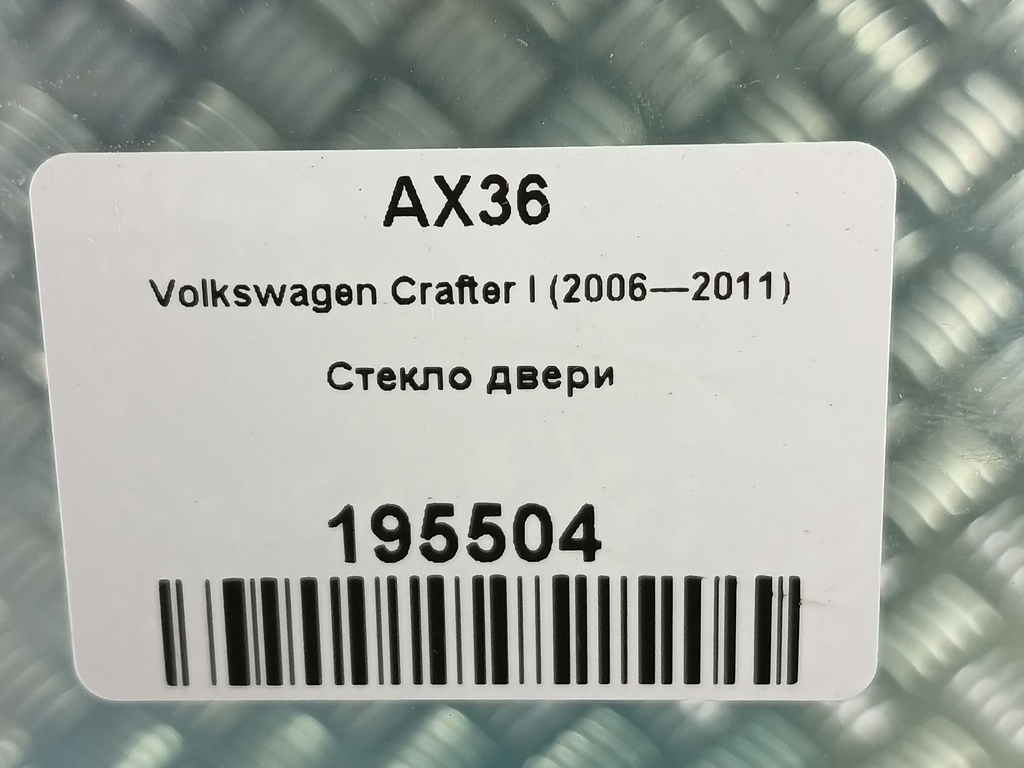 AX36
Volkswagen Crafter I (2006—2011)
Стекло двери
195504